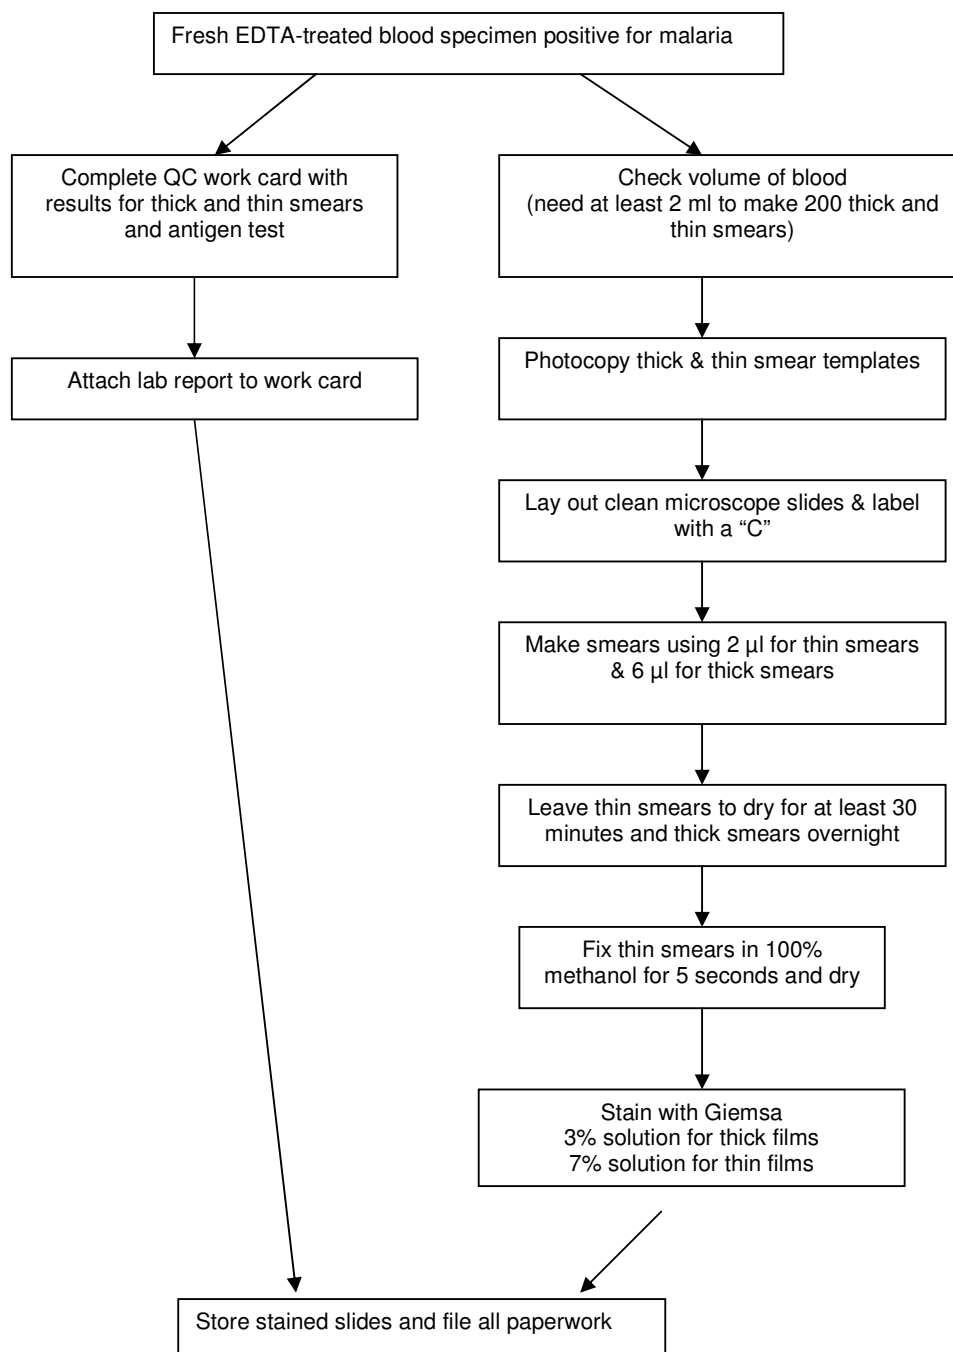 Fresh EDTA-treated blood specimen positive for malaria
Complete QC work card with
results for thick and thin smears
and antigen test
Attach lab report to work card
Check volume of blood
(need at least 2 ml to make 200 thick and
thin smears)
Photocopy thick & thin smear templates
Lay out clean microscope slides & label
with a “C”
Make smears using 2 µl for thin smears
& 6 µl for thick smears
Leave thin smears to dry for at least 30
minutes and thick smears overnight
Fix thin smears in 100%
methanol for 5 seconds and dry
Stain with Giemsa
3% solution for thick films
7% solution for thin films
Store stained slides and file all paperwork